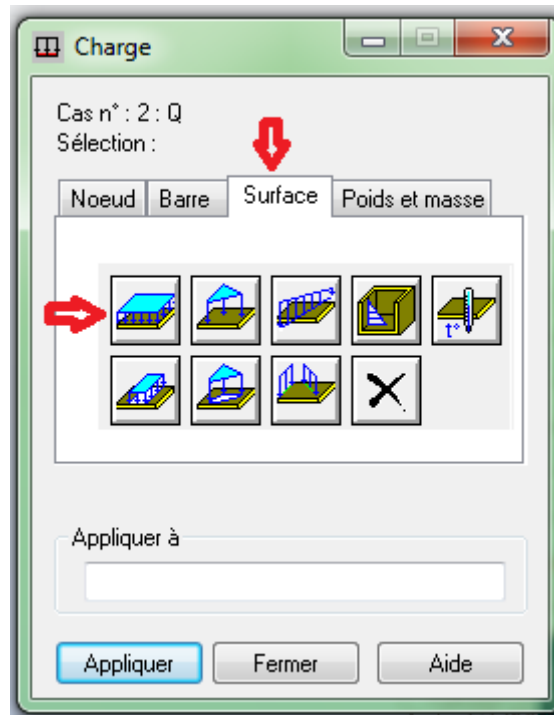 Charge
Cas n° : 2 : Q
Sélection :
Noeud Barre Surface Poids et masse
t°
Appliquer à
Appliquer Fermer Aide